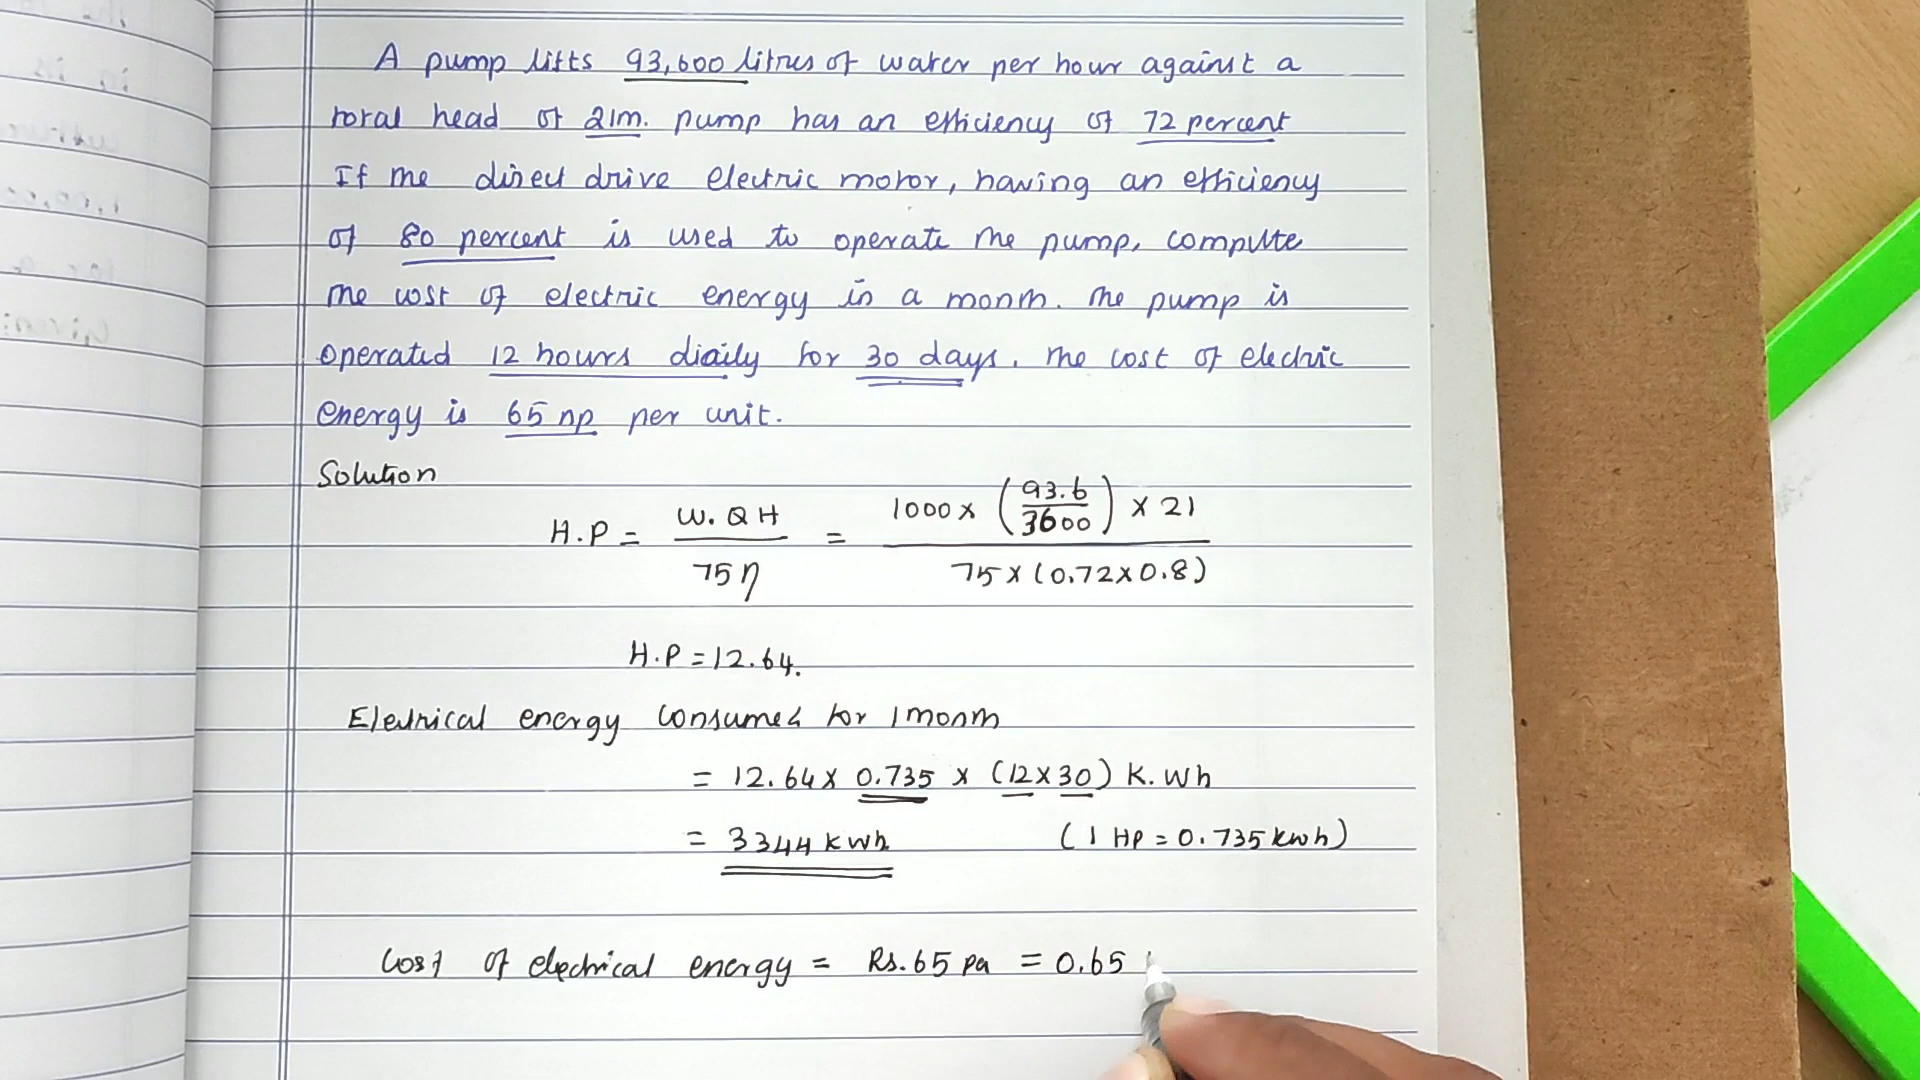 A pump lifts 93,600 litres of water per hour against a
total head of 21m. pump has an efficiency of 72 percent
If the direct drive electric motor, having an efficiency
of 80 percent is used to operate the pump, compute
the cost of electric energy in a month. The pump is
operated 12 hours diaily for 30 days. The cost of electric
energy is 65 np per unit.
Solution
H.P = W.QH / 75η = 1000 x (93.6 / 3600) x 21 / 75 x (0.72 x 0.8)
H.P = 12.64.
Electrical energy consumed for 1 month
= 12.64 x 0.735 x (12 x 30) K.Wh
= 3344 kWh (1 HP = 0.735 kwh)
Cost of electrical energy = Rs. 65 pa = 0.65